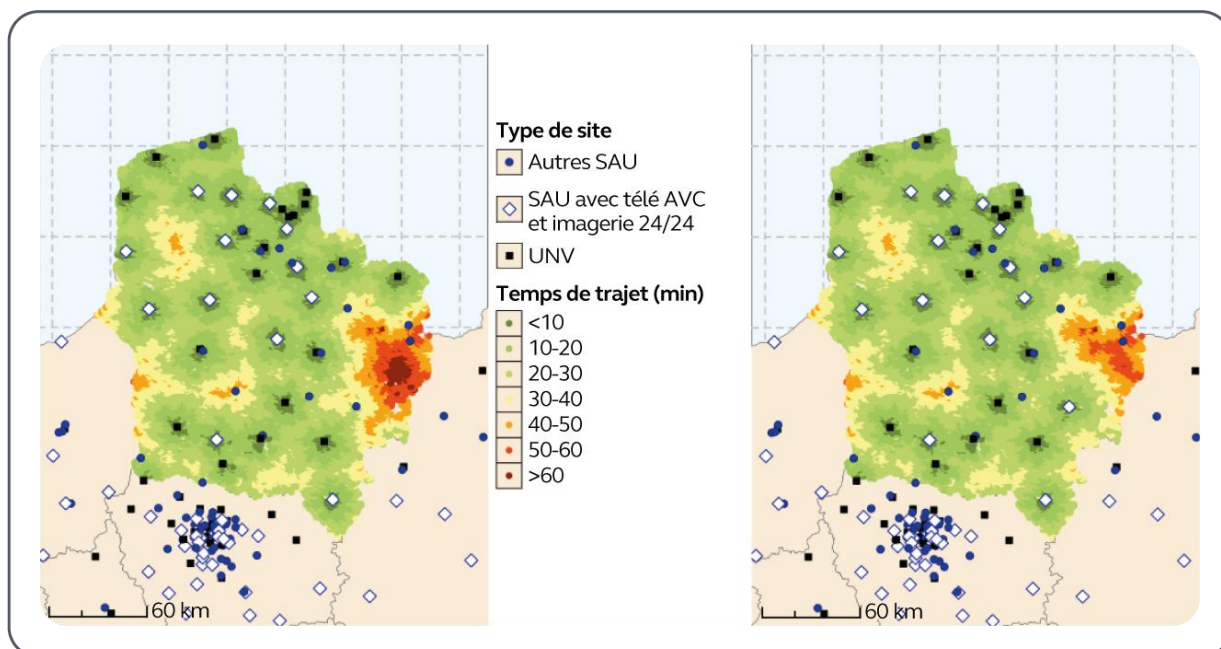 Type de site
Autres SAU
SAU avec télé AVC
et imagerie 24/24
UNV
Temps de trajet (min)
<10
10-20
20-30
30-40
40-50
50-60
>60
60 km
60 km